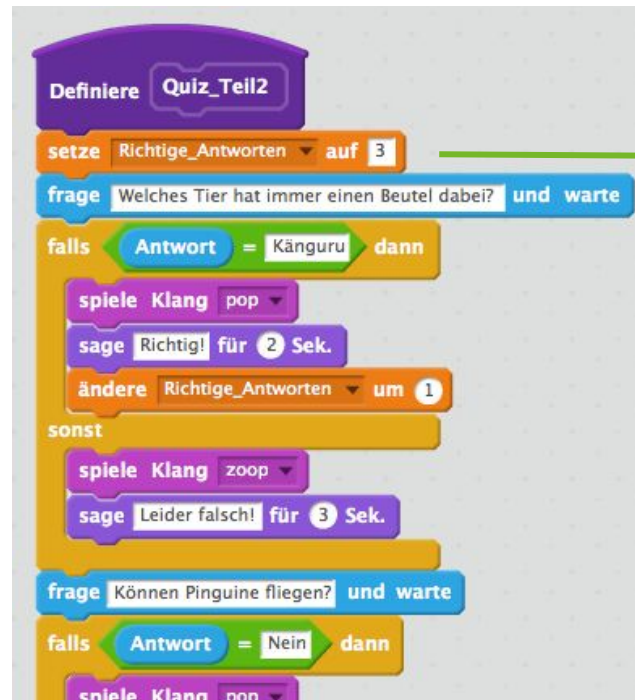 Definiere Quiz_Teil2
setze Richtige_Antworten auf 3
frage Welches Tier hat immer einen Beutel dabei? und warte
falls Antwort = Känguru dann
spiele Klang pop
sage Richtig! für 2 Sek.
ändere Richtige_Antworten um 1
sonst
spiele Klang zoop
sage Leider falsch! für 3 Sek.
frage Können Pinguine fliegen? und warte
falls Antwort = Nein dann
spiele Klang pop